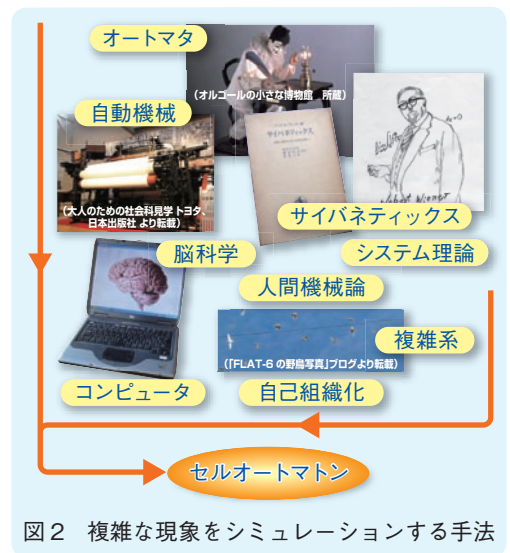 オートマタ
(オルゴールの小さな博物館 所蔵)
自動機械
サイバネティックス
(大人のための社会科見学 トヨタ、
日本出版社 より転載)
サイバネティックス
脳科学
システム理論
人間機械論
複雑系
(「FLAT-6 の野鳥写真」ブログより転載)
コンピュータ
自己組織化
セルオートマトン
図2 複雑な現象をシミュレーションする手法